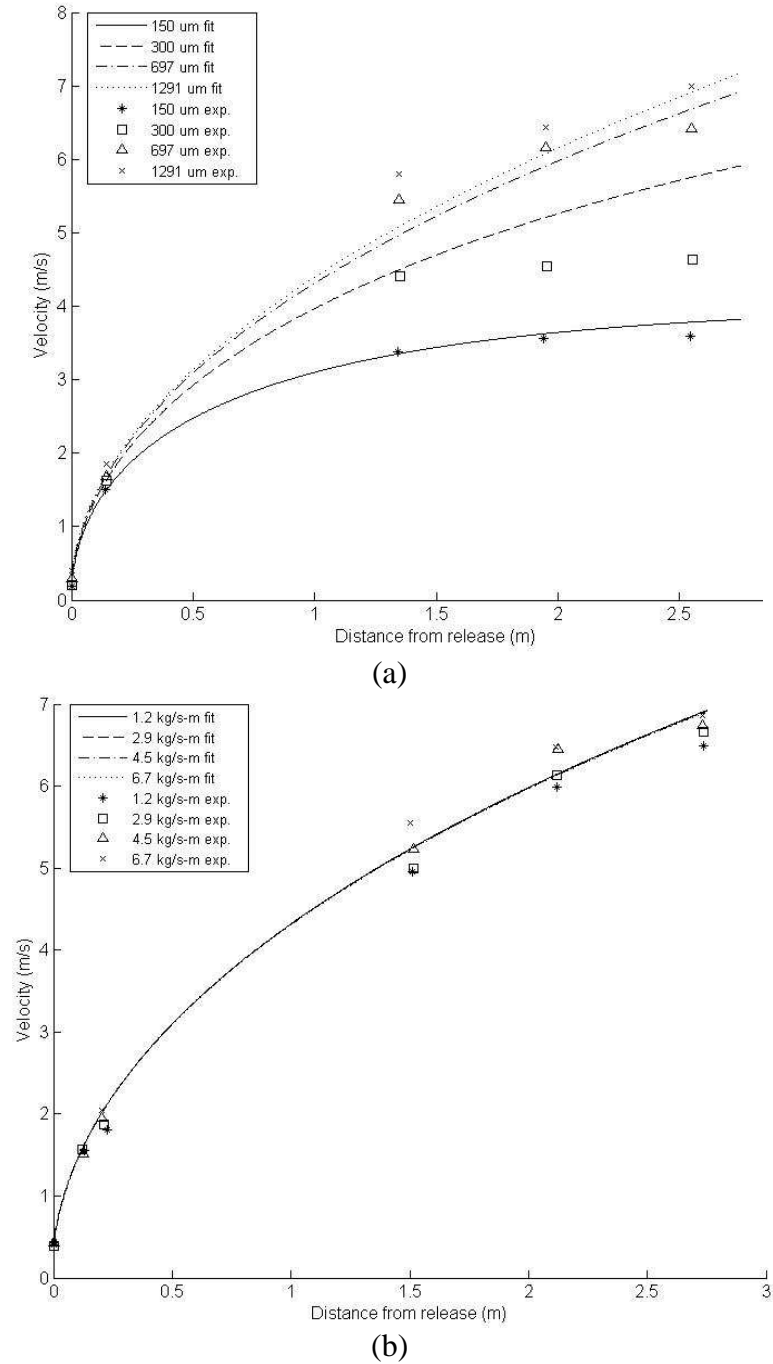 8
7
6
5
4
3
2
1
0
Velocity (m/s)
150 um fit
300 um fit
697 um fit
1291 um fit
150 um exp.
300 um exp.
697 um exp.
1291 um exp.
0 0.5 1 1.5 2 2.5
Distance from release (m)
(a)
7
6
5
4
3
2
1
0
Velocity (m/s)
1.2 kg/s-m fit
2.9 kg/s-m fit
4.5 kg/s-m fit
6.7 kg/s-m fit
1.2 kg/s-m exp.
2.9 kg/s-m exp.
4.5 kg/s-m exp.
6.7 kg/s-m exp.
0 0.5 1 1.5 2 2.5 3
Distance from release (m)
(b)